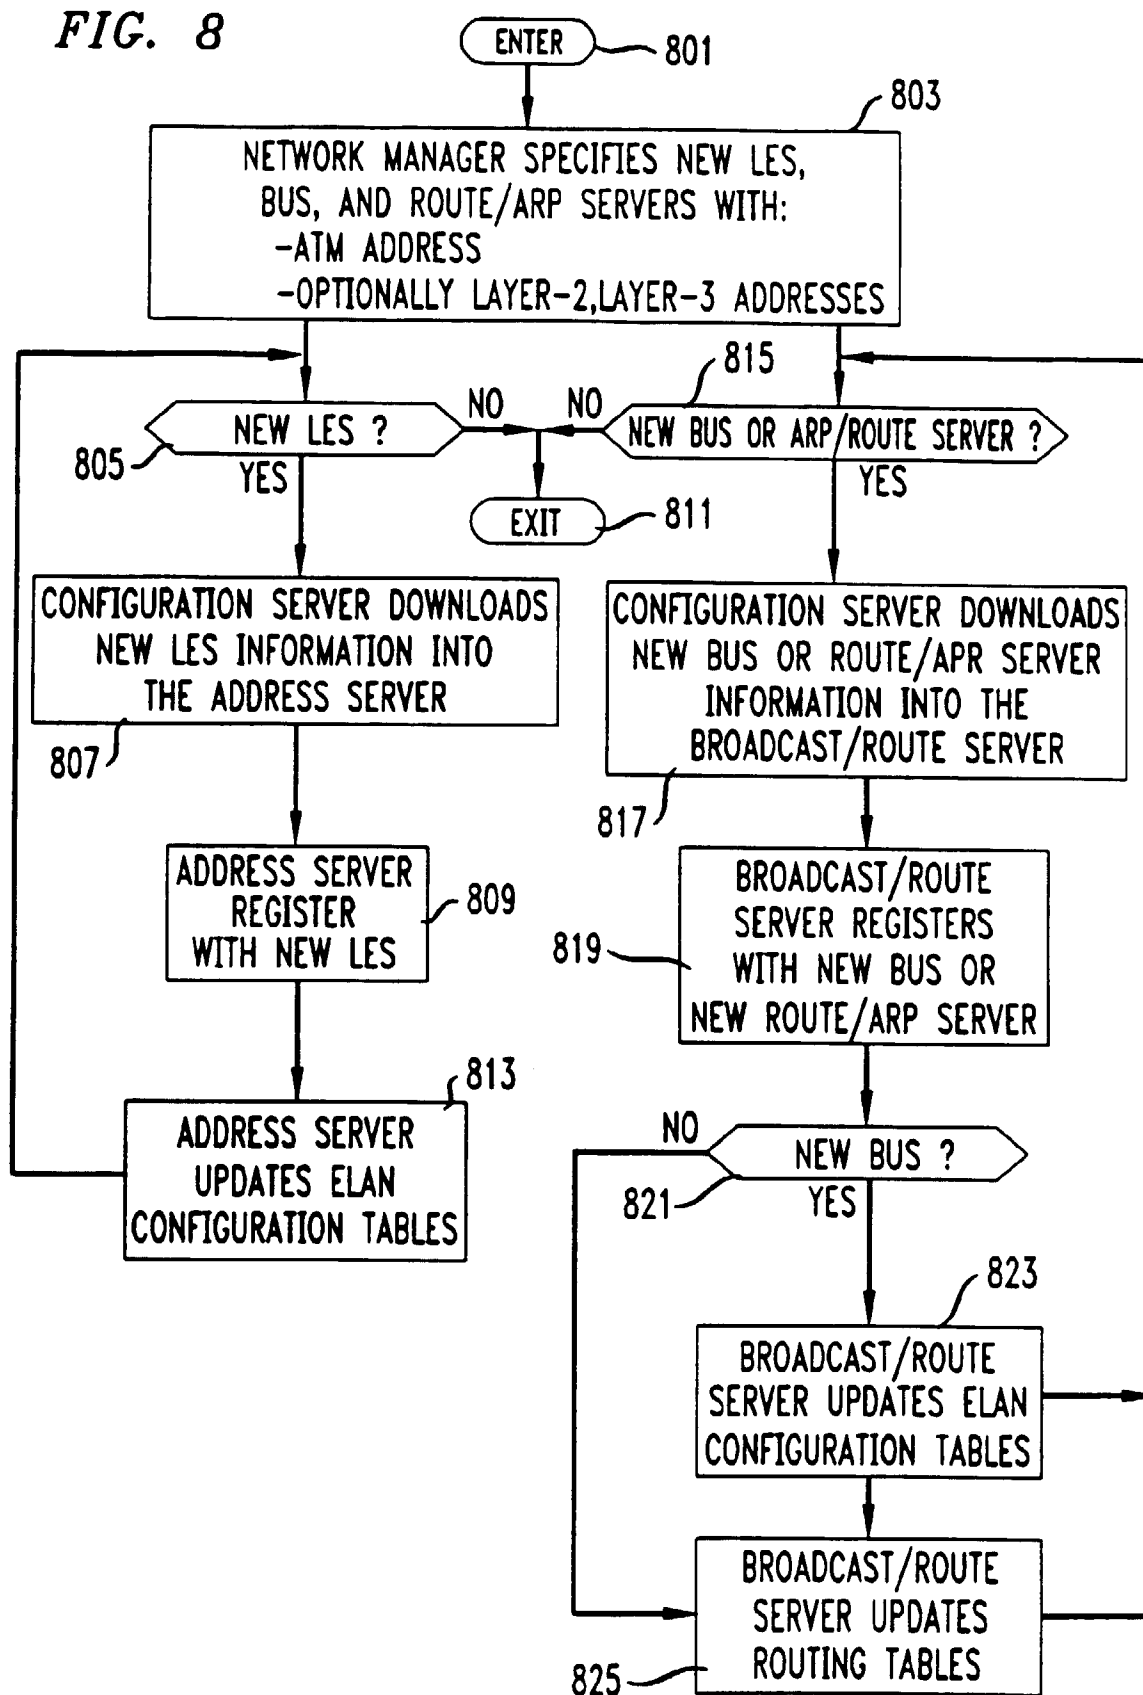 FIG. 8
ENTER
801
803
NETWORK MANAGER SPECIFIES NEW LES,
BUS, AND ROUTE/ARP SERVERS WITH:
-ATM ADDRESS
-OPTIONALLY LAYER-2,LAYER-3 ADDRESSES
815
NO
NO
NEW LES ?
NEW BUS OR ARP/ROUTE SERVER ?
805
YES
YES
EXIT
811
CONFIGURATION SERVER DOWNLOADS
NEW LES INFORMATION INTO
THE ADDRESS SERVER
807
CONFIGURATION SERVER DOWNLOADS
NEW BUS OR ROUTE/APR SERVER
INFORMATION INTO THE
BROADCAST/ROUTE SERVER
817
ADDRESS SERVER
REGISTER
WITH NEW LES
809
BROADCAST/ROUTE
SERVER REGISTERS
WITH NEW BUS OR
NEW ROUTE/ARP SERVER
819
813
ADDRESS SERVER
UPDATES ELAN
CONFIGURATION TABLES
NO
NEW BUS ?
821
YES
823
BROADCAST/ROUTE
SERVER UPDATES ELAN
CONFIGURATION TABLES
BROADCAST/ROUTE
SERVER UPDATES
ROUTING TABLES
825